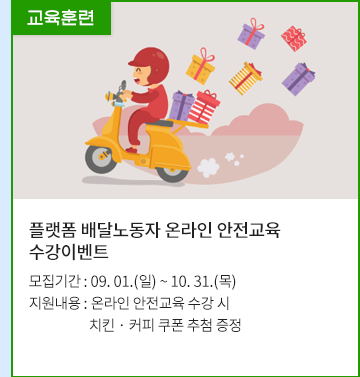 교육훈련
플랫폼 배달노동자 온라인 안전교육
수강이벤트
모집기간 : 09. 01.(일) ~ 10. 31.(목)
지원내용 : 온라인 안전교육 수강 시
치킨 · 커피 쿠폰 추첨 증정